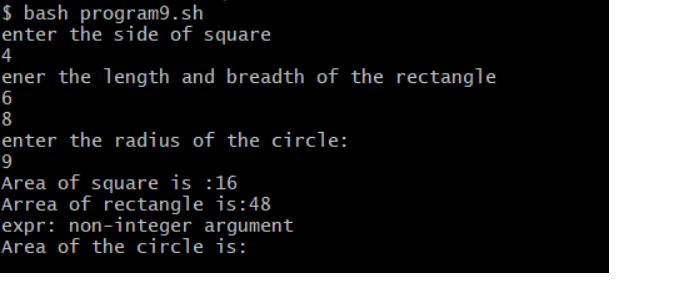 $ bash program9.sh
enter the side of square
4
ener the length and breadth of the rectangle
6
8
enter the radius of the circle:
9
Area of square is :16
Arrea of rectangle is:48
expr: non-integer argument
Area of the circle is: